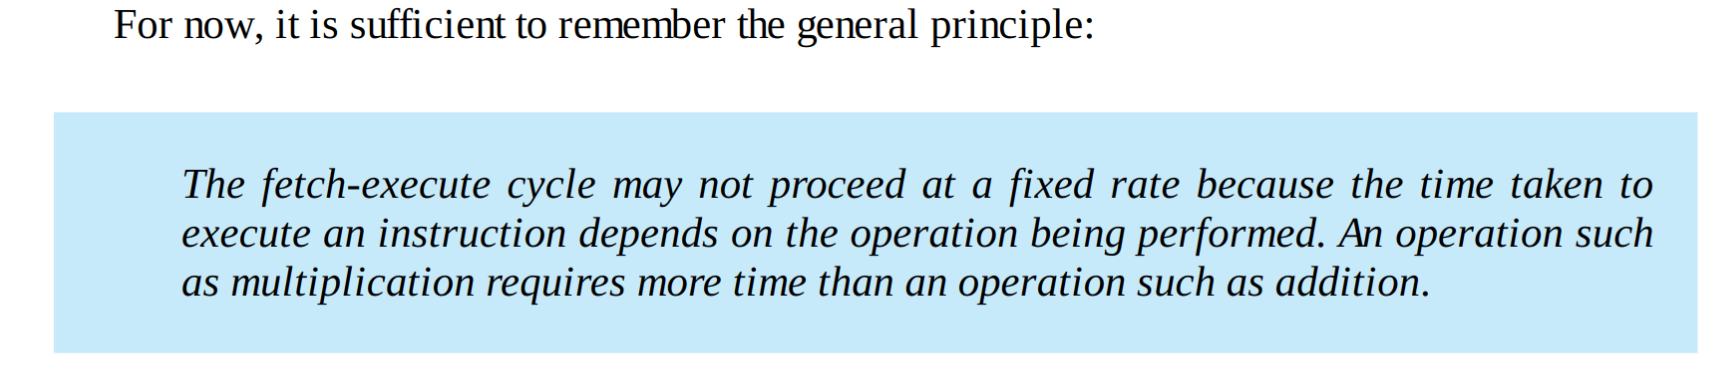 For now, it is sufficient to remember the general principle:
The fetch-execute cycle may not proceed at a fixed rate because the time taken to
execute an instruction depends on the operation being performed. An operation such
as multiplication requires more time than an operation such as addition.